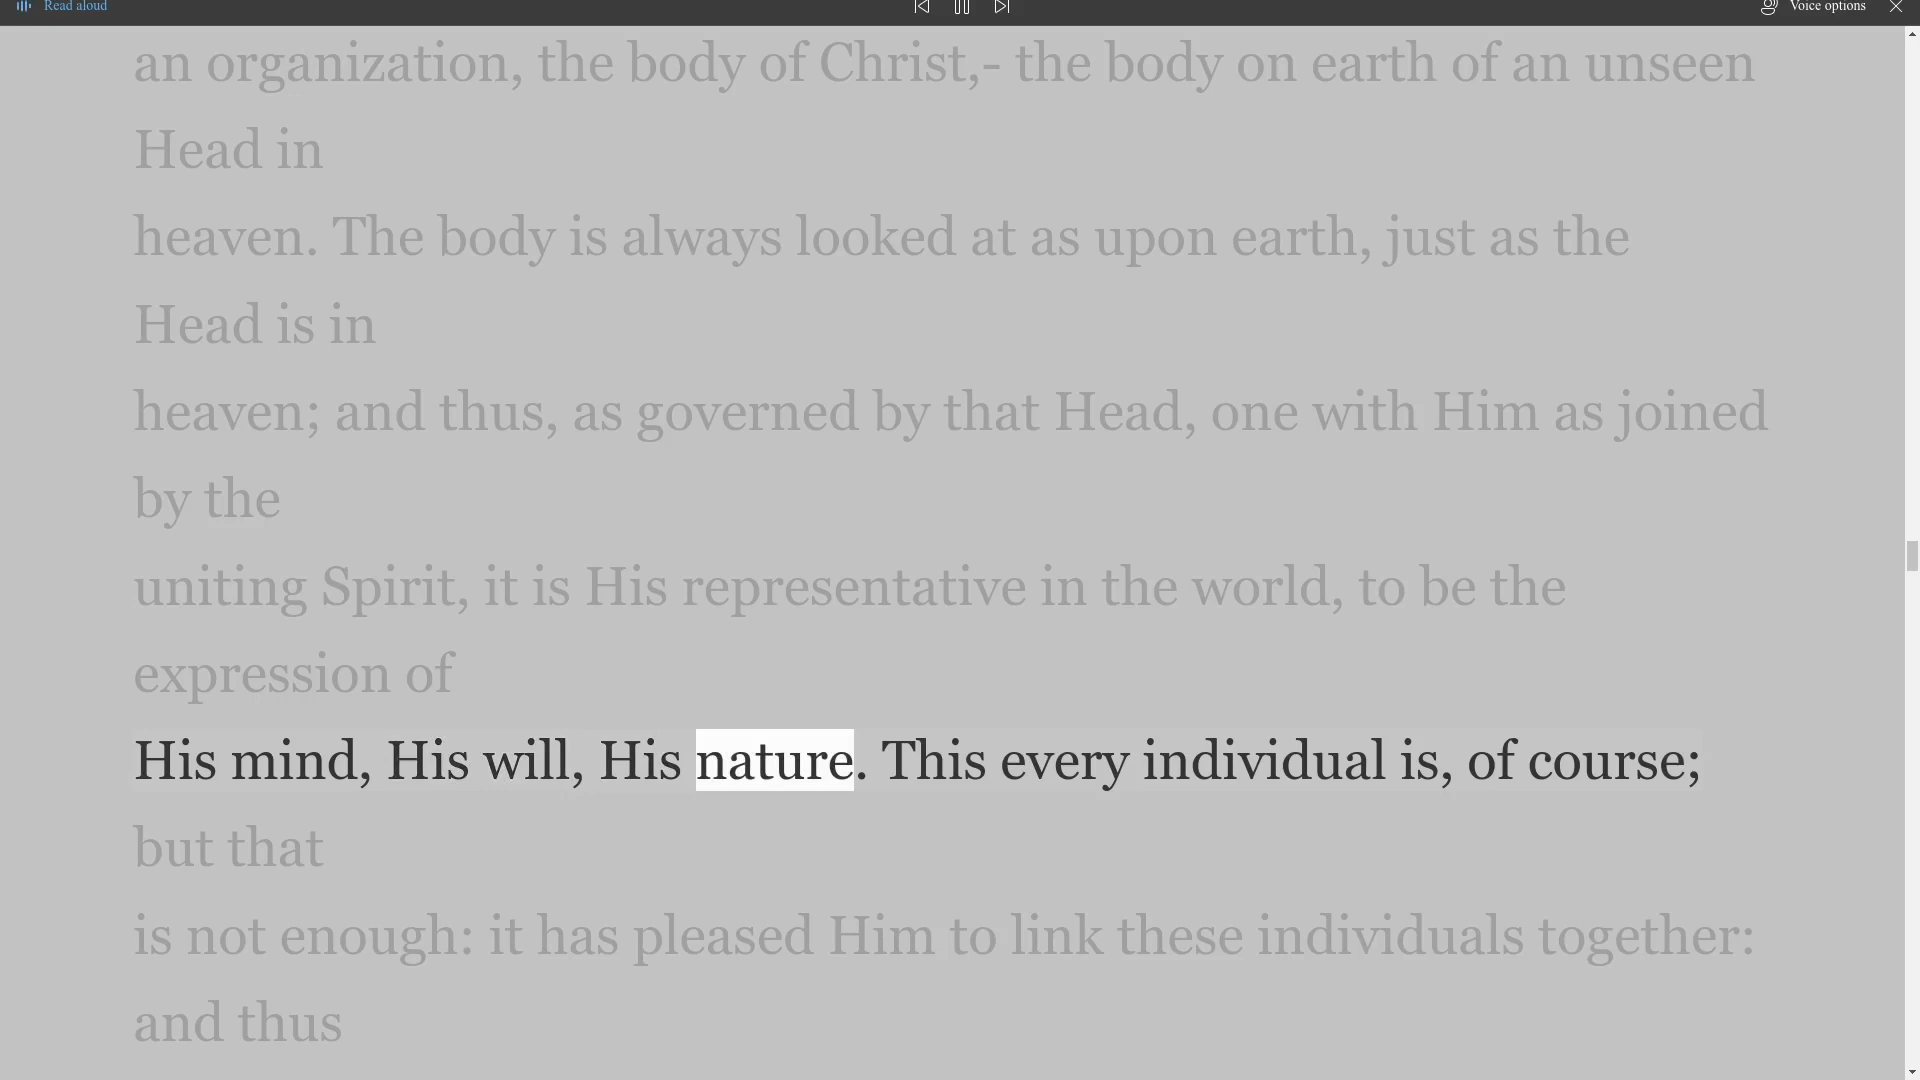 Read aloud
Voice options
an organization, the body of Christ,- the body on earth of an unseen
Head in
heaven. The body is always looked at as upon earth, just as the
Head is in
heaven; and thus, as governed by that Head, one with Him as joined
by the
uniting Spirit, it is His representative in the world, to be the
expression of
His mind, His will, His nature. This every individual is, of course;
but that
is not enough: it has pleased Him to link these individuals together:
and thus